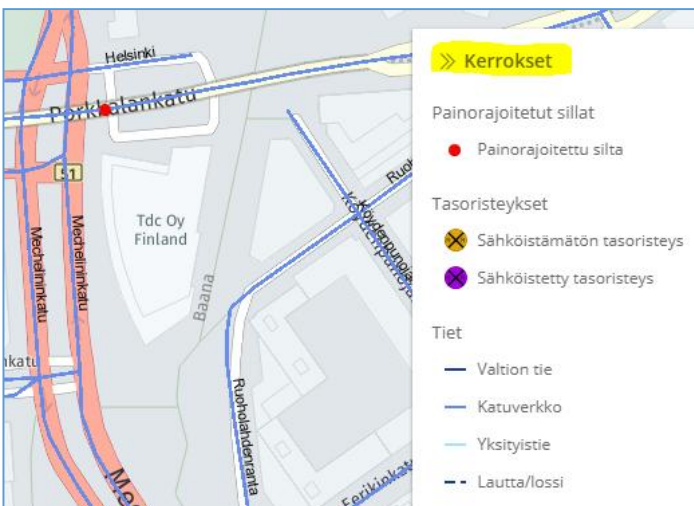 Helsinki
Porkkalankatu
51
Mechelininkatu
Mechelininkatu
Tdc Oy
Finland
Baana
Ruoholahdenranta
>> Kerrokset
Painorajoitetut sillat
Painorajoitettu silta
Tasoristeykset
Sähköistämätön tasoristeys
Sähköistetty tasoristeys
Tiet
Valtion tie
Katuverkko
Yksityistie
Lautta/lossi